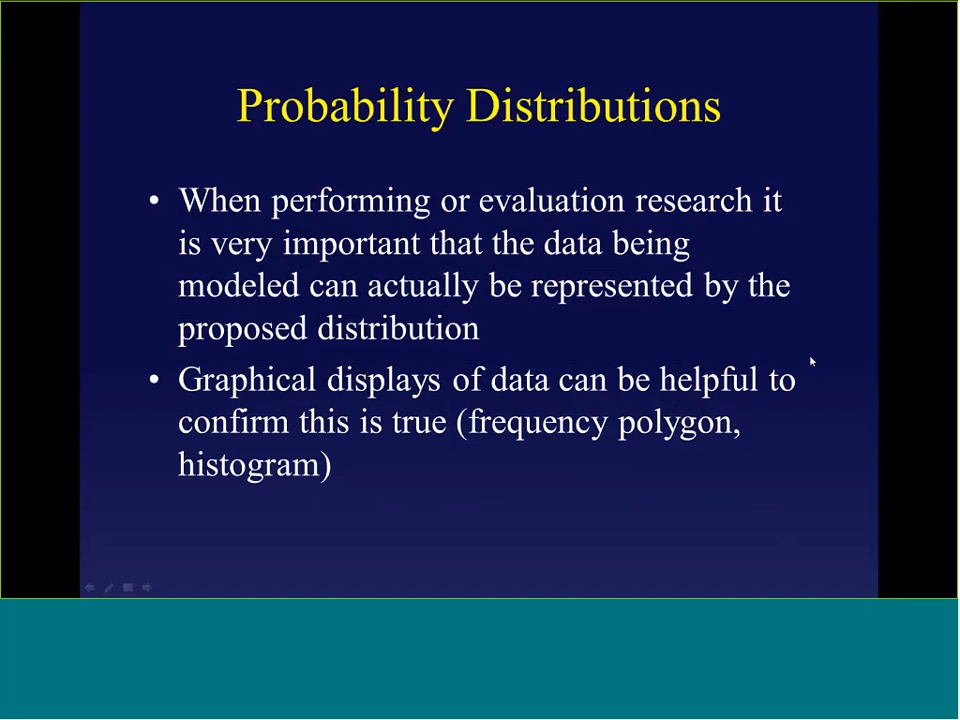 Probability Distributions
• When performing or evaluation research it
is very important that the data being
modeled can actually be represented by the
proposed distribution
• Graphical displays of data can be helpful to
confirm this is true (frequency polygon,
histogram)